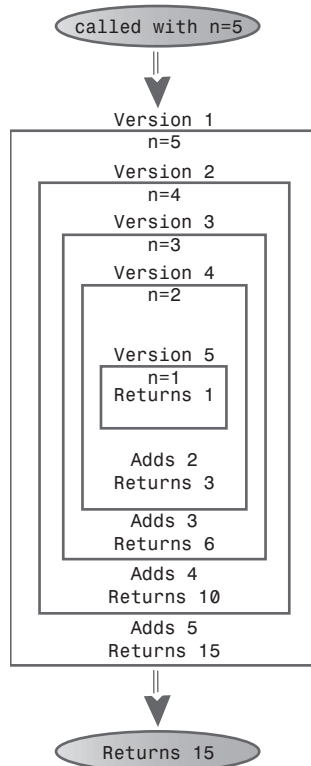 called with n=5
Version 1
n=5
Version 2
n=4
Version 3
n=3
Version 4
n=2
Version 5
n=1
Returns 1
Adds 2
Returns 3
Adds 3
Returns 6
Adds 4
Returns 10
Adds 5
Returns 15
Returns 15